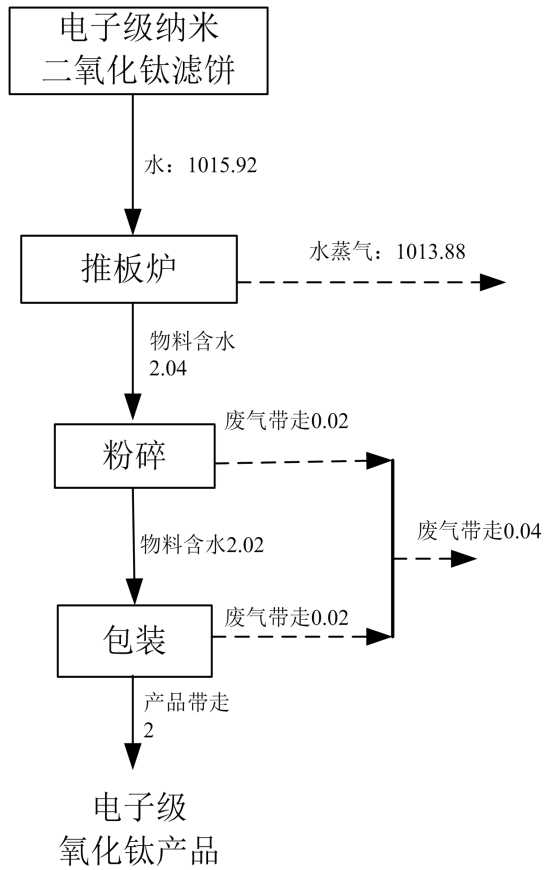 电子级纳米
二氧化钛滤饼
水：1015.92
推板炉
水蒸气：1013.88
物料含水
2.04
粉碎
废气带走0.02
物料含水2.02
废气带走0.04
包装
废气带走0.02
产品带走
2
电子级
氧化钛产品